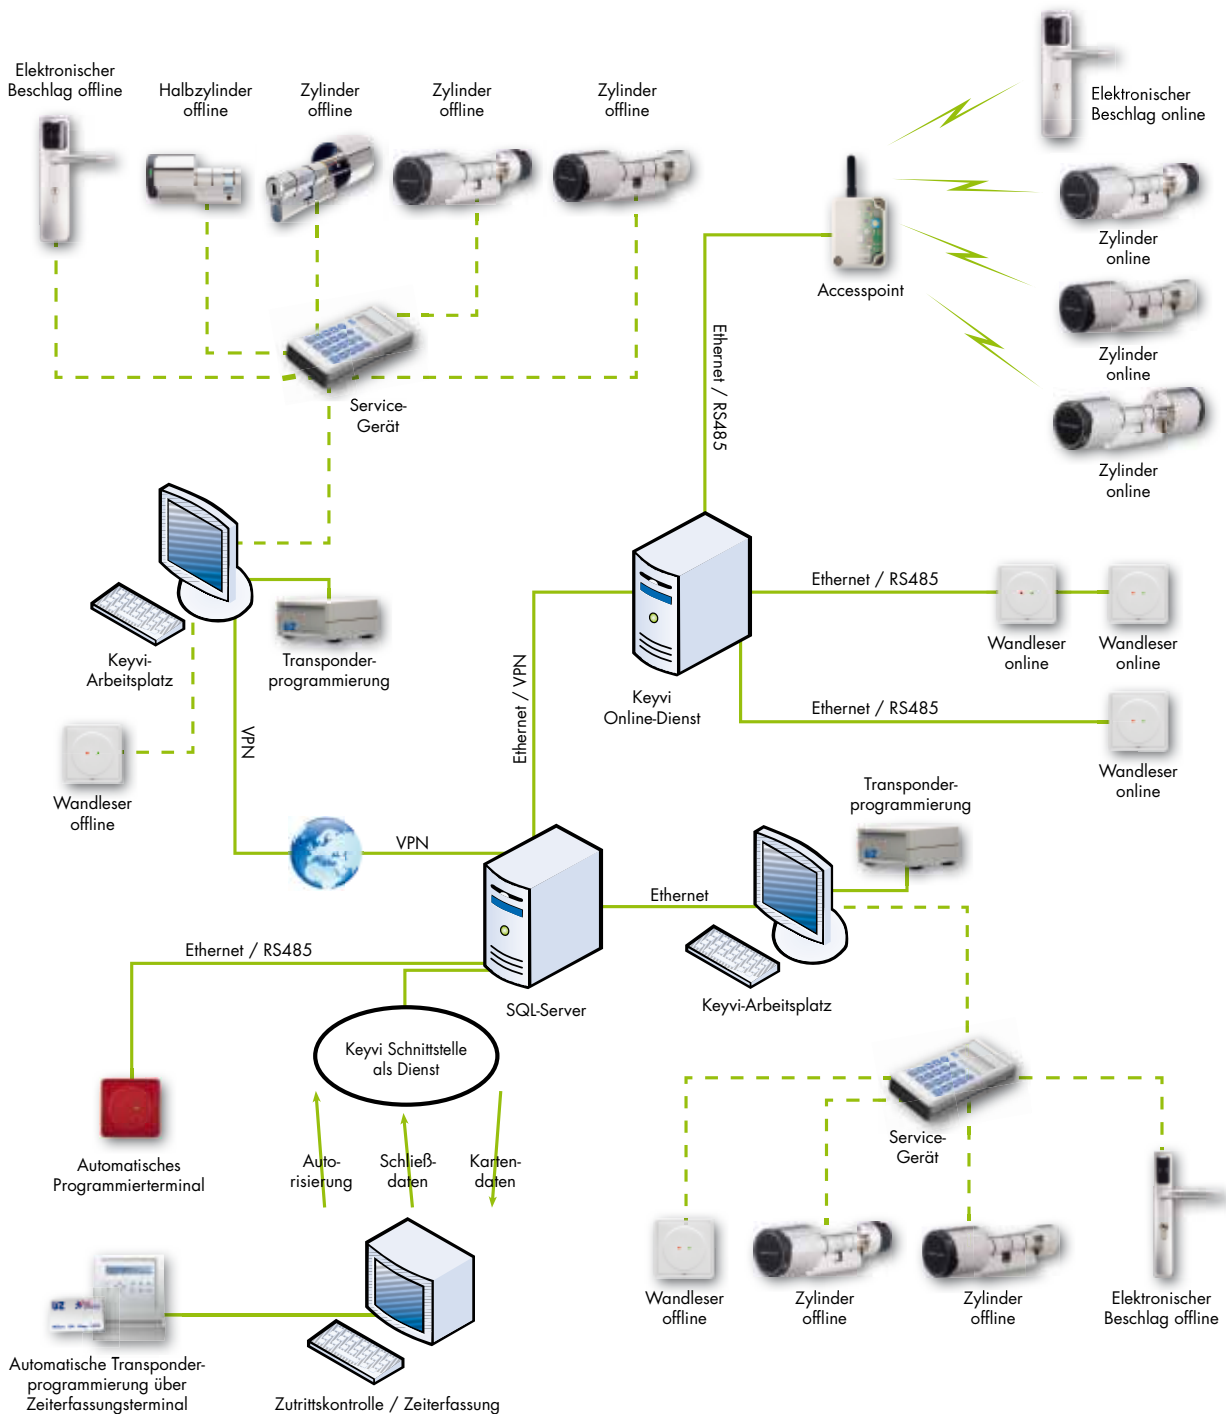 Elektronischer
Beschlag offline
Halbzylinder
offline
Zylinder
offline
Zylinder
offline
Zylinder
offline
Elektronischer
Beschlag online
Zylinder
online
Accesspoint
Zylinder
online
Zylinder
online
Ethernet / RS485
Service-
Gerät
Keyvi-
Arbeitsplatz
UZ
Transponder-
programmierung
VPN
Wandleser
offline
Ethernet / VPN
Keyvi
Online-Dienst
Ethernet / RS485
Wandleser
online
Wandleser
online
Ethernet / RS485
Wandleser
online
VPN
Transponder-
programmierung
UZ
Ethernet
Keyvi-Arbeitsplatz
SQL-Server
Ethernet / RS485
Keyvi Schnittstelle
als Dienst
Automatisches
Programmierterminal
Auto-
risierung
Schließ-
daten
Karten-
daten
Service-
Gerät
Wandleser
offline
Zylinder
offline
Zylinder
offline
Elektronischer
Beschlag offline
UZ
Automatische Transponder-
programmierung über
Zeiterfassungsterminal
Zutrittskontrolle / Zeiterfassung